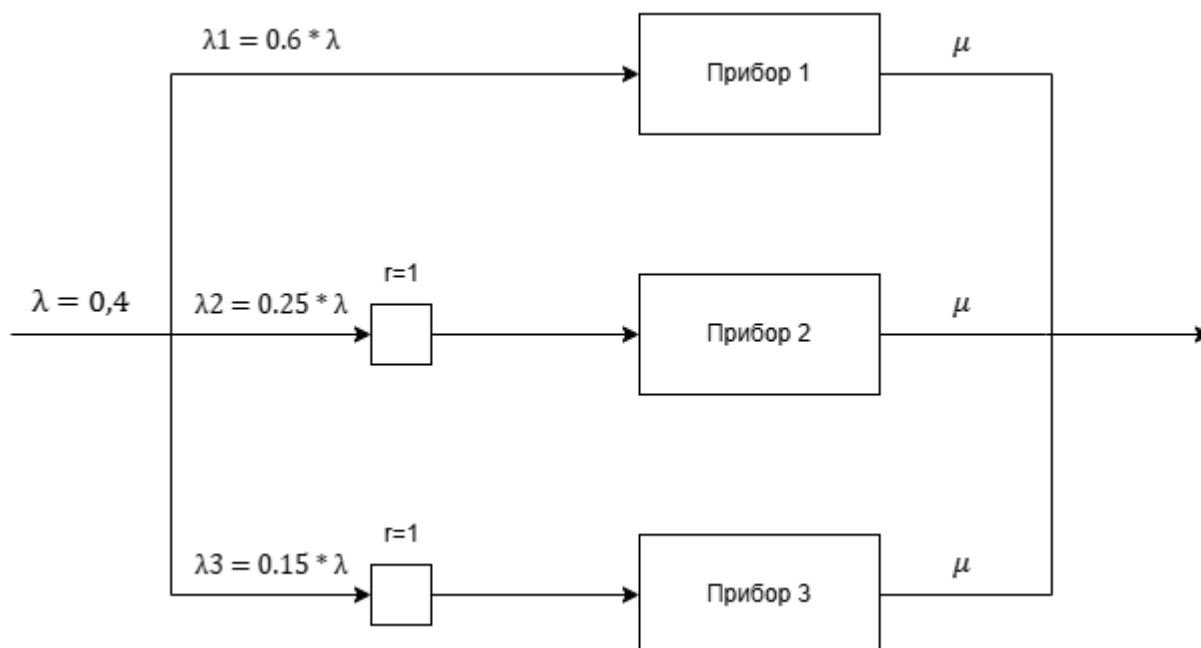 λ1 = 0.6 * λ
μ
Прибор 1
r=1
λ = 0,4
λ2 = 0.25 * λ
μ
Прибор 2
r=1
λ3 = 0.15 * λ
μ
Прибор 3